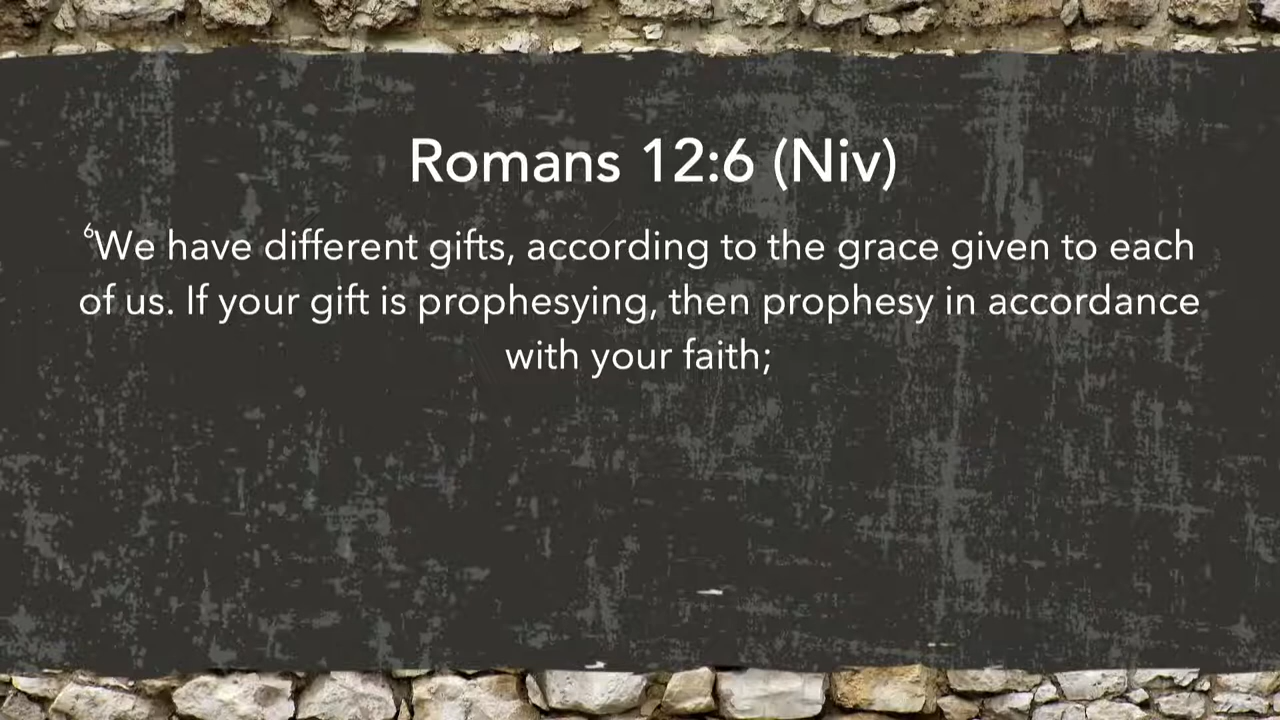 Romans 12:6 (Niv)
⁶We have different gifts, according to the grace given to each
of us. If your gift is prophesying, then prophesy in accordance
with your faith;